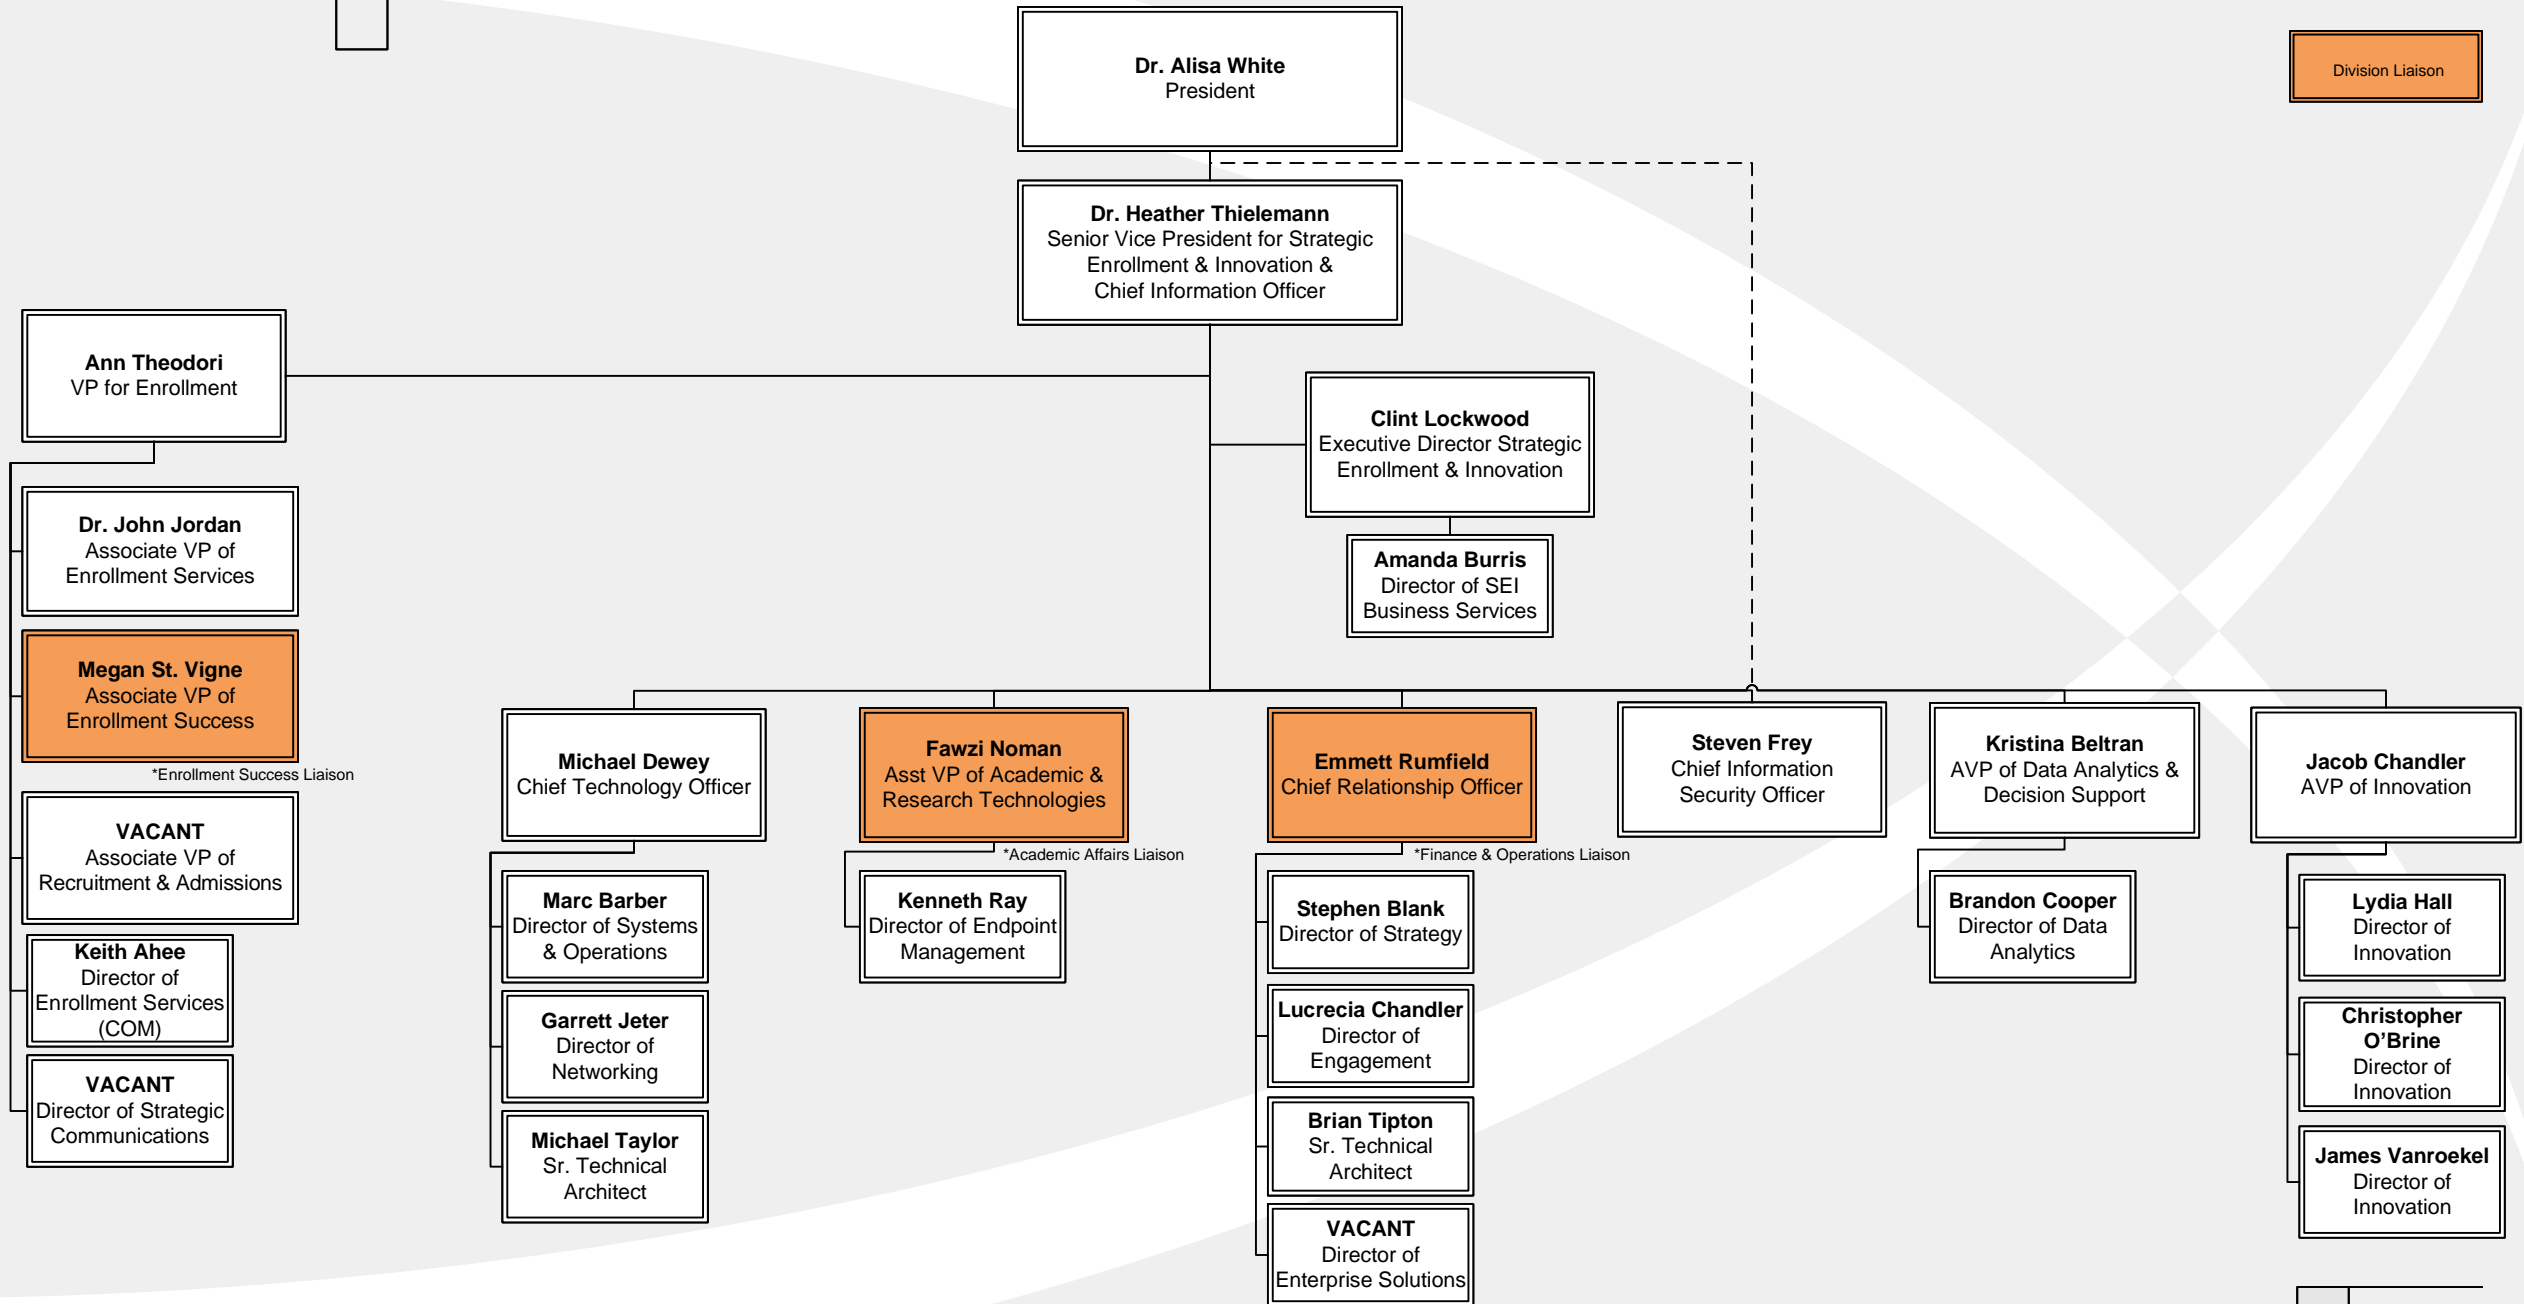 Dr. Alisa White
President
Division Liaison
Dr. Heather Thielemann
Senior Vice President for Strategic
Enrollment & Innovation &
Chief Information Officer
Ann Theodori
VP for Enrollment
Clint Lockwood
Executive Director Strategic
Enrollment & Innovation
Amanda Burris
Director of SEI
Business Services
Dr. John Jordan
Associate VP of
Enrollment Services
Megan St. Vigne
Associate VP of
Enrollment Success
*Enrollment Success Liaison
VACANT
Associate VP of
Recruitment & Admissions
Keith Ahee
Director of
Enrollment Services
(COM)
VACANT
Director of Strategic
Communications
Michael Dewey
Chief Technology Officer
Marc Barber
Director of Systems
& Operations
Garrett Jeter
Director of
Networking
Michael Taylor
Sr. Technical
Architect
Fawzi Noman
Asst VP of Academic &
Research Technologies
*Academic Affairs Liaison
Kenneth Ray
Director of Endpoint
Management
Emmett Rumfield
Chief Relationship Officer
*Finance & Operations Liaison
Stephen Blank
Director of Strategy
Lucrecia Chandler
Director of
Engagement
Brian Tipton
Sr. Technical
Architect
VACANT
Director of
Enterprise Solutions
Steven Frey
Chief Information
Security Officer
Kristina Beltran
AVP of Data Analytics &
Decision Support
Brandon Cooper
Director of Data
Analytics
Jacob Chandler
AVP of Innovation
Lydia Hall
Director of
Innovation
Christopher
O’Brine
Director of
Innovation
James Vanroekel
Director of
Innovation